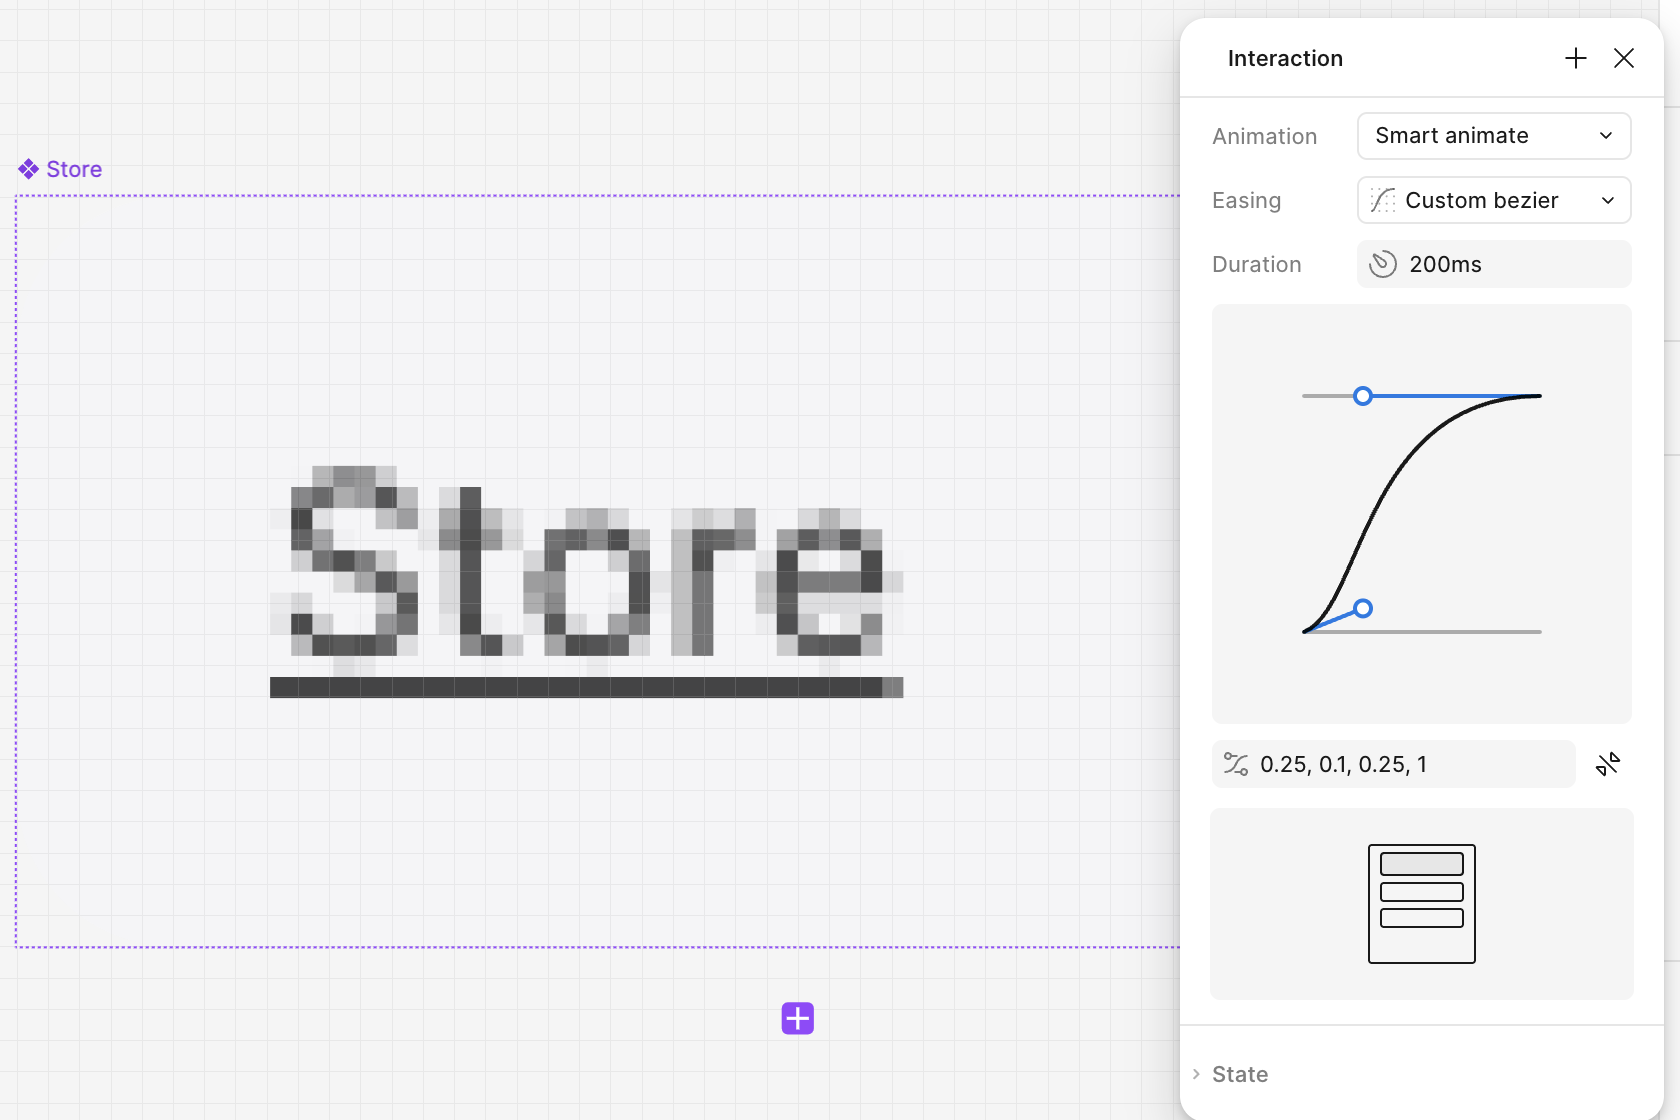 Interaction
Animation
Smart animate
Easing
Custom bezier
Duration
200ms
Store
Store
0.25, 0.1, 0.25, 1
State